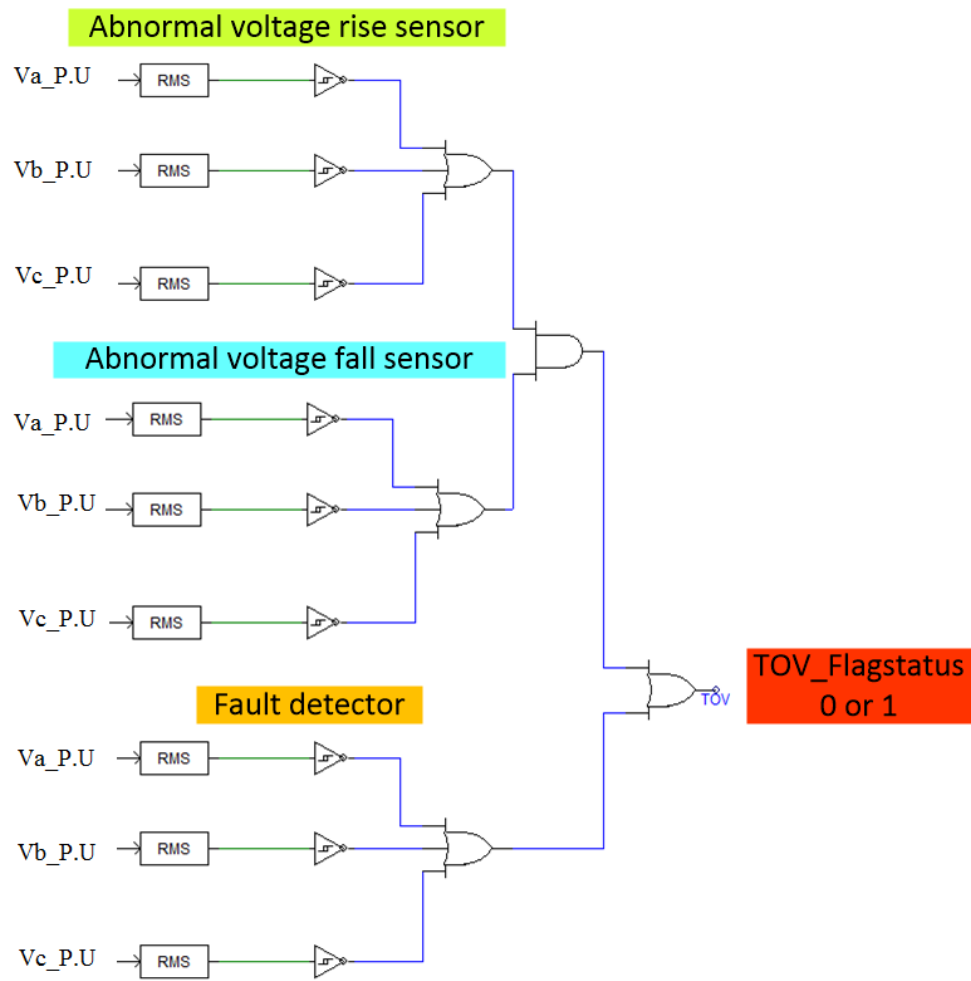 Abnormal voltage rise sensor
Va_P.U
RMS
Vb_P.U
RMS
Vc_P.U
RMS
Abnormal voltage fall sensor
Va_P.U
RMS
Vb_P.U
RMS
Vc_P.U
RMS
TOV_Flagstatus
0 or 1
TOV
Fault detector
Va_P.U
RMS
Vb_P.U
RMS
Vc_P.U
RMS